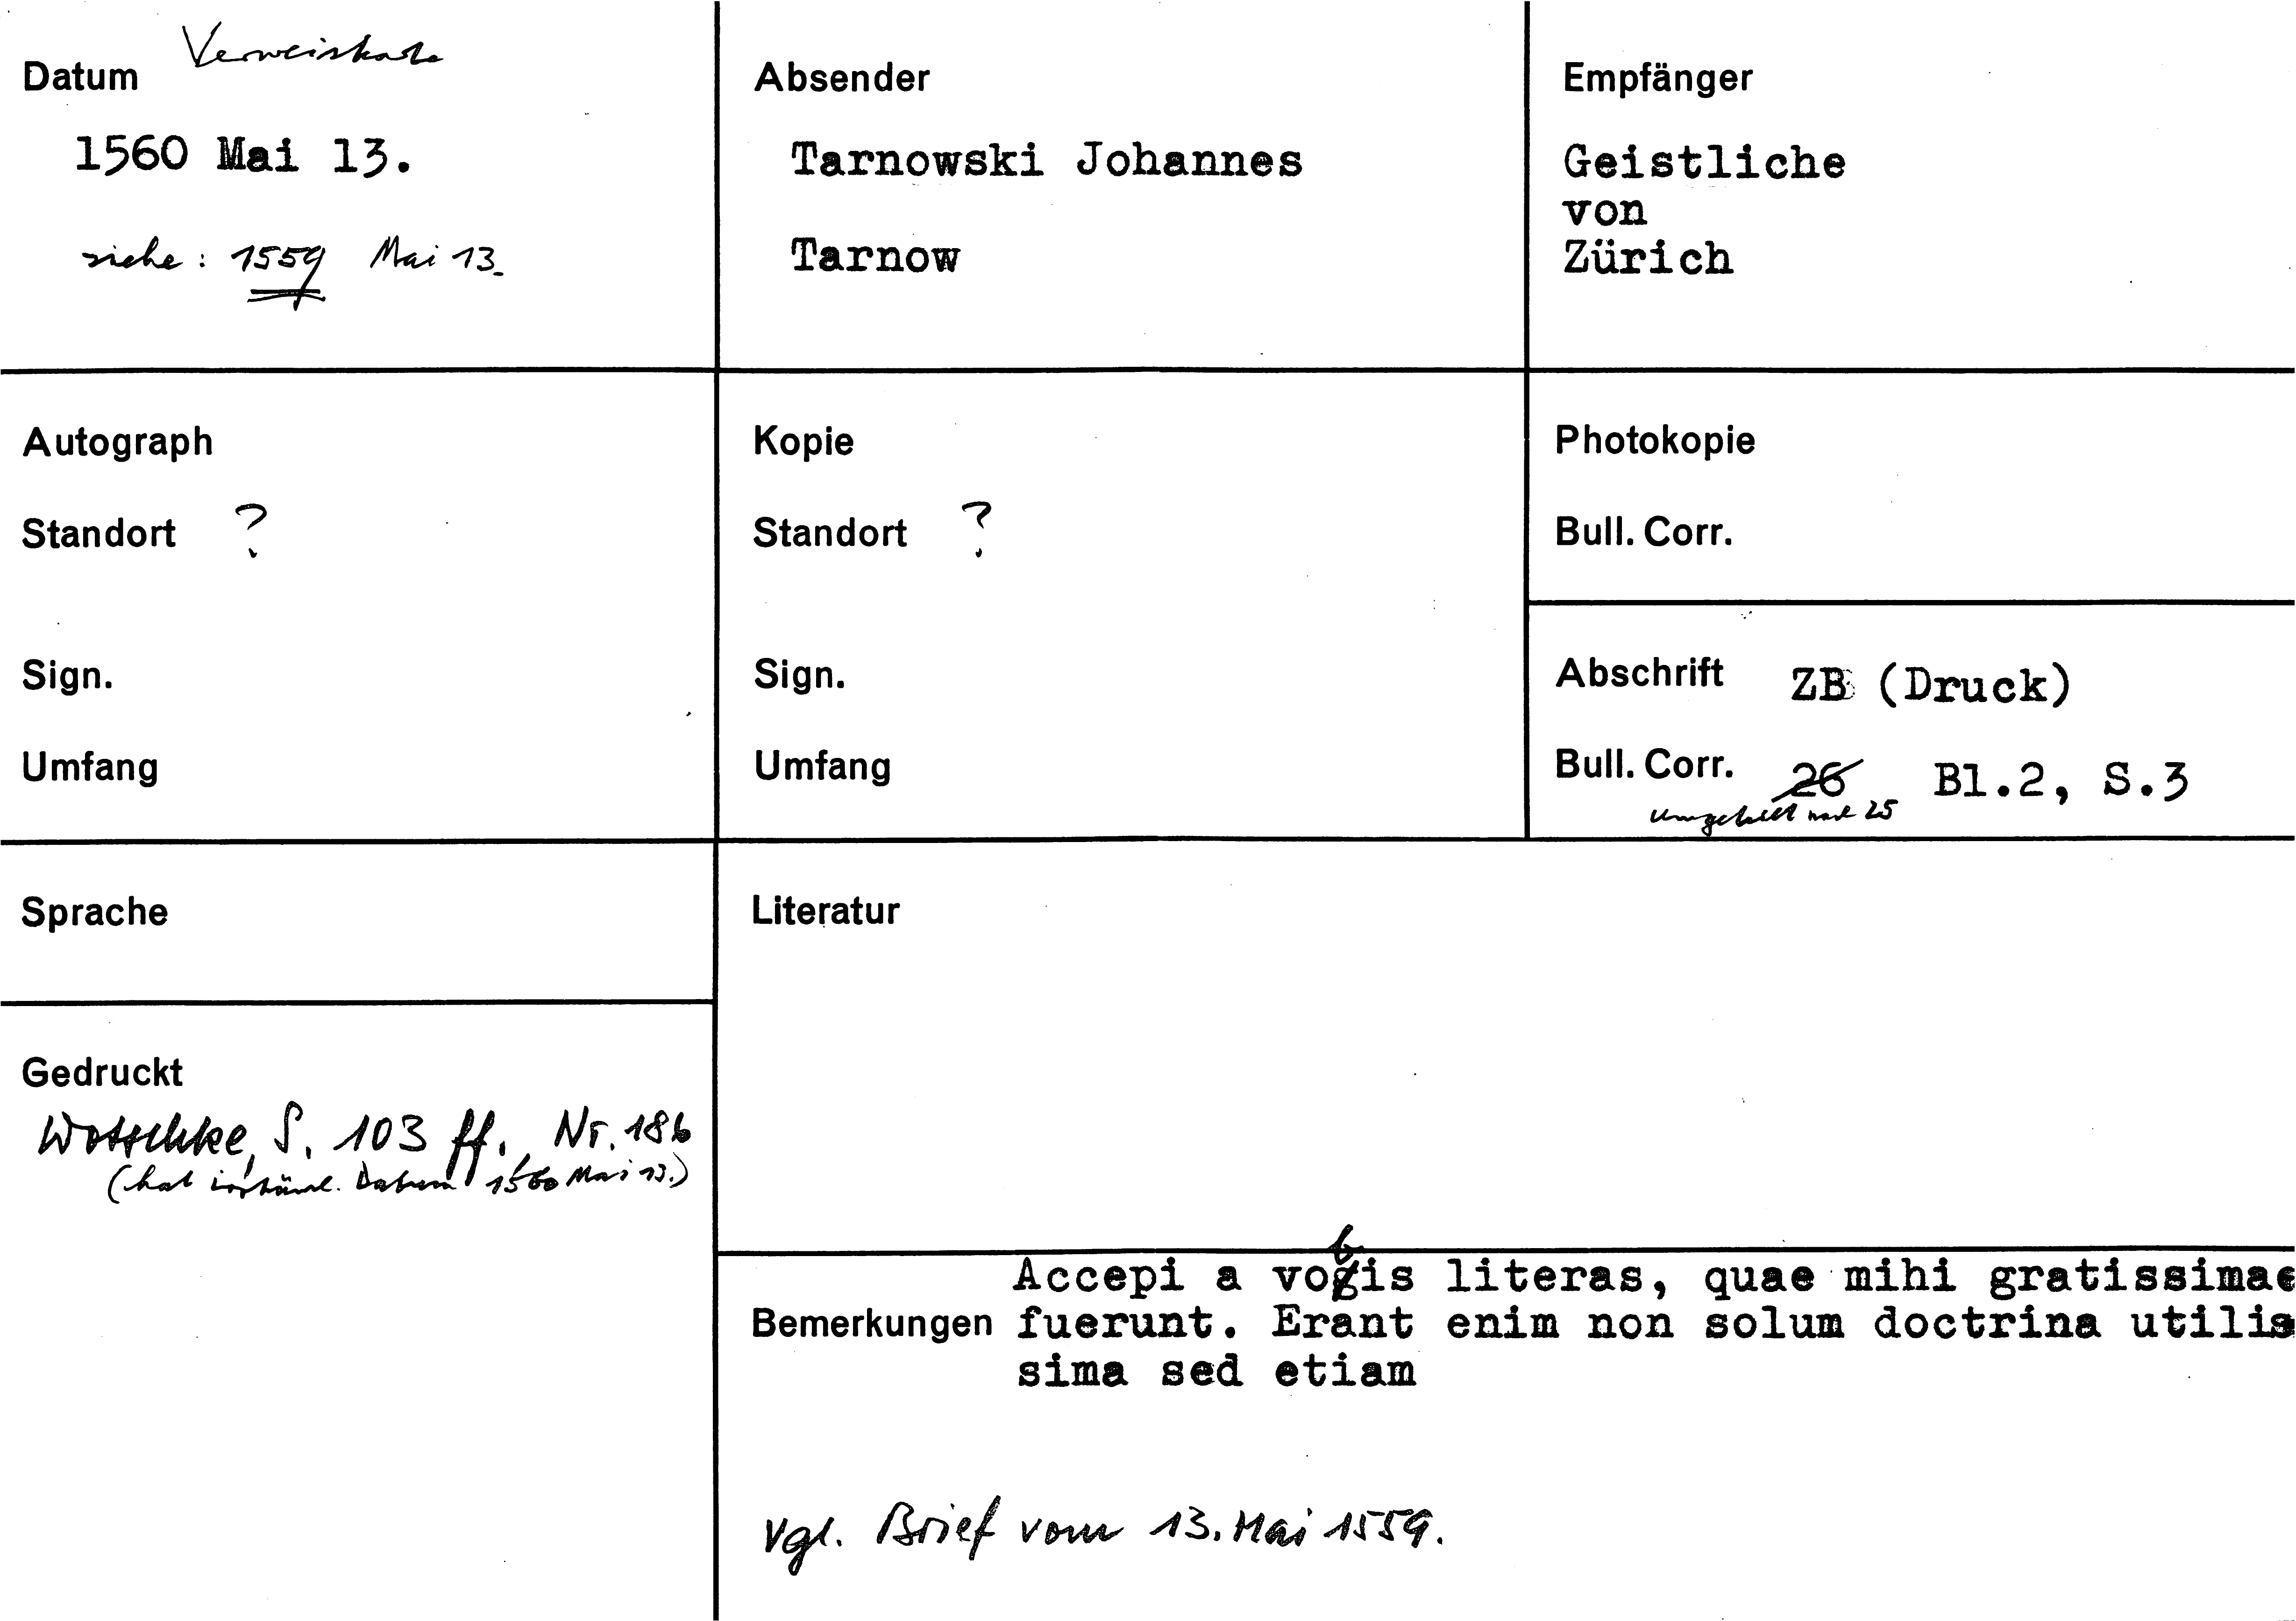 Datum Verweiskarte
1560 Mai 13.
siehe: 1559 Mai 13.
Absender
Tarnowski Johannes
Tarnow
Empfänger
Geistliche
von
Zürich
Autograph
Standort ?
Sign.
Umfang
Kopie
Standort ?
Sign.
Umfang
Photokopie
Bull. Corr.
Abschrift ZB (Druck)
Bull. Corr. 26 Bl.2, S.3
umgestellt nach 25
Sprache
Gedruckt
Wotschke, S. 103 ff., Nr. 186
(hat irrtüml. Datum 1560 Mai 13.)
Literatur
Accepi a vobis literas, quae mihi gratissimae
Bemerkungen fuerunt. Erant enim non solum doctrina utilis
sima sed etiam
vgl. Brief vom 13. Mai 1559.